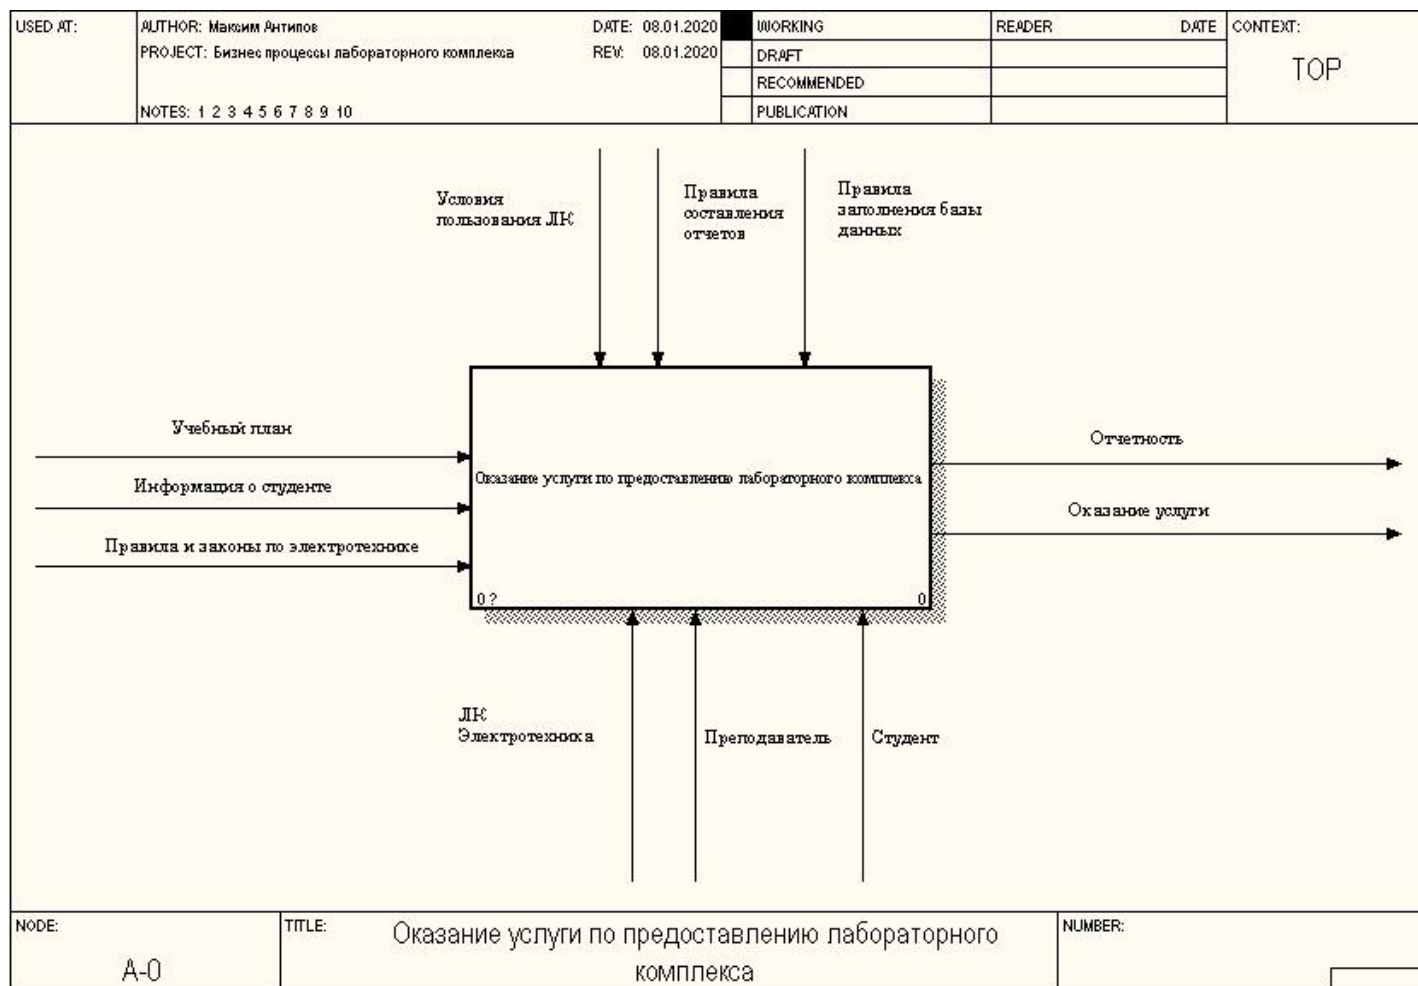 USED AT:
AUTHOR: Максим Антипов
DATE: 08.01.2020
WORKING
READER
DATE
CONTEXT:
PROJECT: Бизнес процессы лабораторного комплекса
REV: 08.01.2020
DRAFT
TOP
RECOMMENDED
NOTES: 1 2 3 4 5 6 7 8 9 10
PUBLICATION
Условия
пользования ЛК
Правила
составления
отчетов
Правила
заполнения базы
данных
Учебный план
Информация о студенте
Правила и законы по электротехнике
Оказание услуги по предоставлению лабораторного комплекса
0 ?
0
Отчетность
Оказание услуги
ЛК
Электротехника
Преподаватель
Студент
NODE:
A-0
TITLE:
Оказание услуги по предоставлению лабораторного
комплекса
NUMBER: